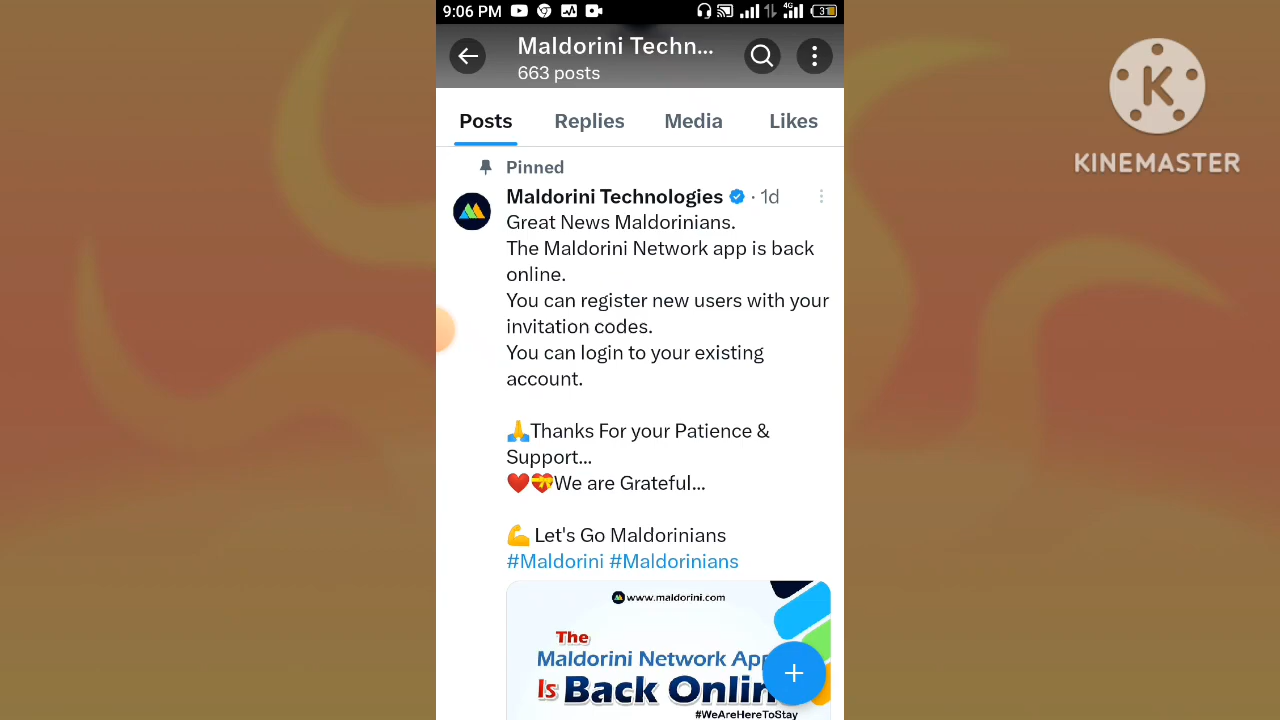 9:06 PM
4G
31
Maldorini Techn...
663 posts
KINEMASTER
Posts Replies Media Likes
Pinned
Maldorini Technologies · 1d
Great News Maldorinians.
The Maldorini Network app is back
online.
You can register new users with your
invitation codes.
You can login to your existing
account.
🙏Thanks For your Patience &
Support...
❤️💝We are Grateful...
💪 Let's Go Maldorinians
#Maldorini #Maldorinians
www.maldorini.com
The
Maldorini Network App
Is Back Onlin
#WeAreHereToStay